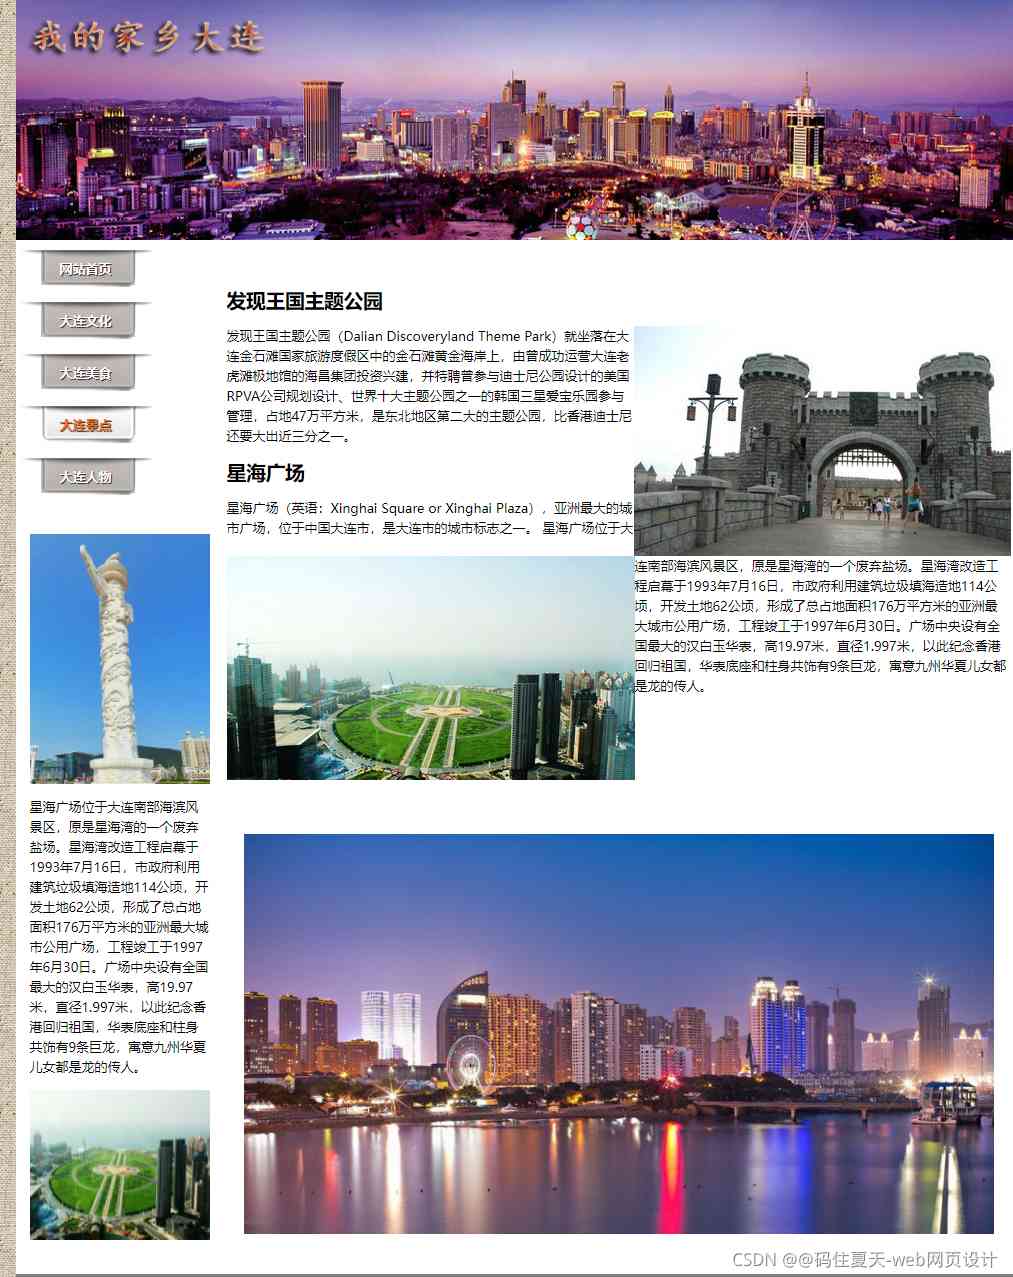 我的家乡大连
网站首页
大连文化
大连美食
大连景点
大连人物
发现王国主题公园
发现王国主题公园（Dalian Discoveryland Theme Park）就坐落在大
连金石滩国家旅游度假区中的金石滩黄金海岸上，由曾成功运营大连老
虎滩极地馆的海昌集团投资兴建，并特聘曾参与迪士尼公园设计的美国
RPVA公司规划设计、世界十大主题公园之一的韩国三星爱宝乐园参与
管理，占地47万平方米，是东北地区第二大的主题公园，比香港迪士尼
还要大出近三分之一。
星海广场
星海广场（英语：Xinghai Square or Xinghai Plaza），亚洲最大的城
市广场，位于中国大连市，是大连市的城市标志之一。 星海广场位于大
连南部海滨风景区，原是星海湾的一个废弃盐场。星海湾改造工
程启幕于1993年7月16日，市政府利用建筑垃圾填海造地114公
顷，开发土地62公顷，形成了总占地面积176万平方米的亚洲最
大城市公用广场，工程竣工于1997年6月30日。广场中央设有全
国最大的汉白玉华表，高19.97米，直径1.997米，以此纪念香港
回归祖国，华表底座和柱身共饰有9条巨龙，寓意九州华夏儿女都
是龙的传人。
星海广场位于大连南部海滨风
景区，原是星海湾的一个废弃
盐场。星海湾改造工程启幕于
1993年7月16日，市政府利用
建筑垃圾填海造地114公顷，开
发土地62公顷，形成了总占地
面积176万平方米的亚洲最大城
市公用广场，工程竣工于1997
年6月30日。广场中央设有全国
最大的汉白玉华表，高19.97
米，直径1.997米，以此纪念香
港回归祖国，华表底座和柱身
共饰有9条巨龙，寓意九州华夏
儿女都是龙的传人。
CSDN @@码住夏天-web网页设计